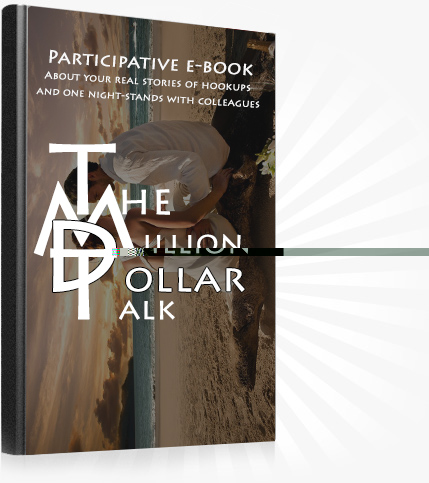 Participative e-book
About your real stories of hookups
and one night-stands with colleagues
The
Million
Dollar
Talk